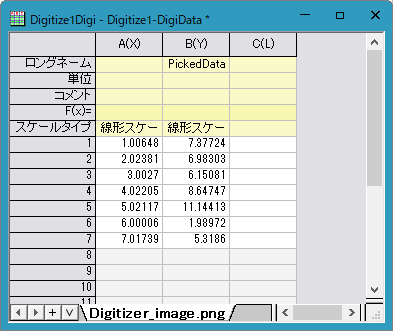 Digitize1Digi - Digitize1-DigiData *
A(X) B(Y) C(L)
ロングネーム PickedData
単位
コメント
F(x)=
スケールタイプ 線形スケー 線形スケー
1 1.00648 7.37724
2 2.02381 6.98303
3 3.0027 6.15081
4 4.02205 8.64747
5 5.02117 11.14413
6 6.00006 1.98972
7 7.01739 5.3186
8
9
10
11
Digitizer_image.png